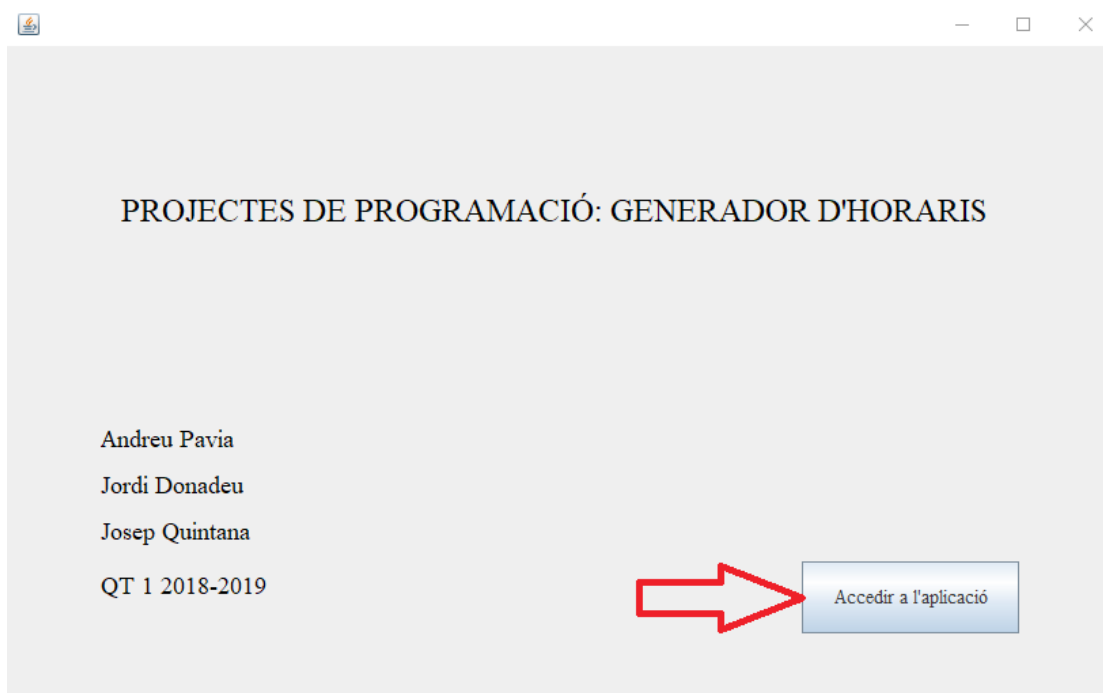 PROJECTES DE PROGRAMACIÓ: GENERADOR D'HORARIS
Andreu Pavia
Jordi Donadeu
Josep Quintana
QT 1 2018-2019
Accedir a l'aplicació